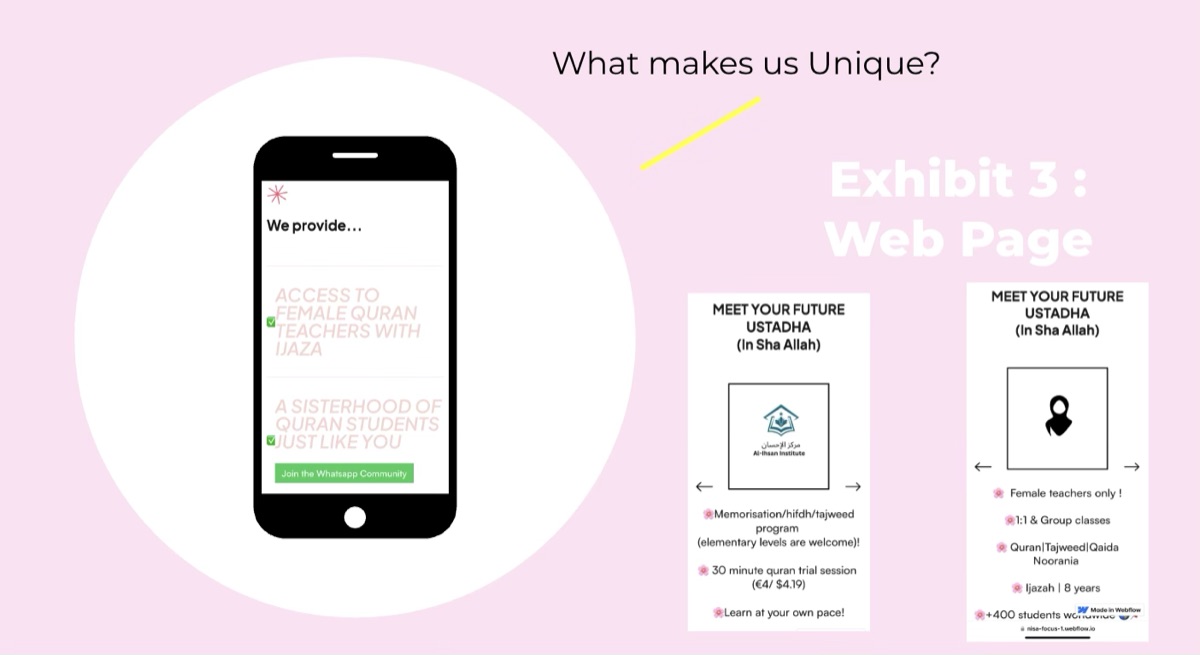 What makes us Unique?
Exhibit 3 :
Web Page
We provide...
ACCESS TO
FEMALE QURAN
TEACHERS WITH
IJAZA
A SISTERHOOD OF
QURAN STUDENTS
JUST LIKE YOU
Join the Whatsapp Community
MEET YOUR FUTURE
USTADHA
(In Sha Allah)
مركز الإحسان
Al-Ihsan Institute
Memorisation/hifdh/tajweed
program
(elementary levels are welcome)!
30 minute quran trial session
(€4/ $4.19)
Learn at your own pace!
MEET YOUR FUTURE
USTADHA
(In Sha Allah)
Female teachers only !
1:1 & Group classes
Quran|Tajweed|Qaida
Noorania
Ijazah | 8 years
+400 students
Made in Webflow
nisa-focus-1.webflow.io